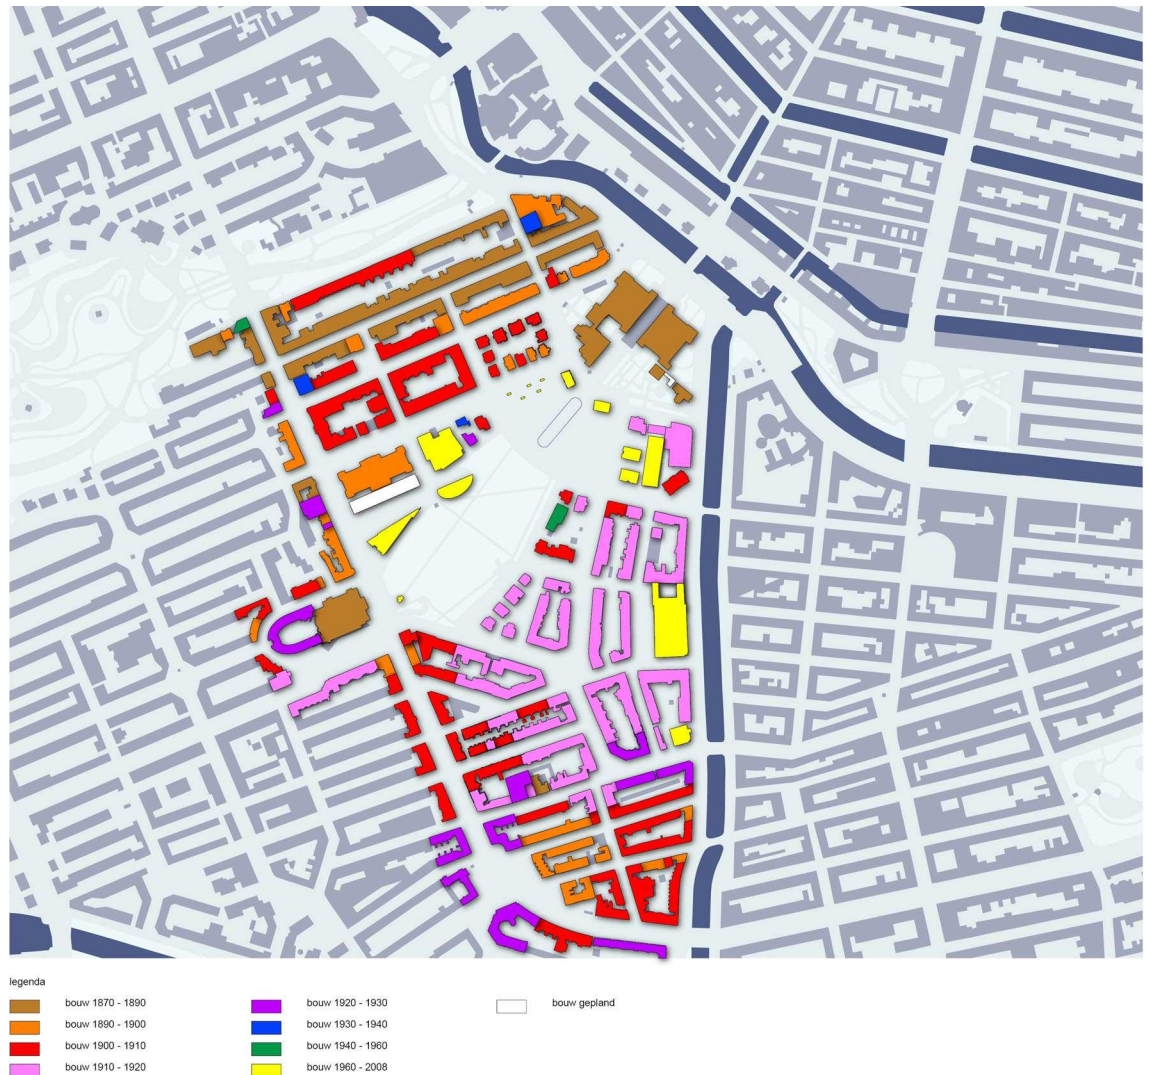 legenda
bouw 1870 - 1890
bouw 1890 - 1900
bouw 1900 - 1910
bouw 1910 - 1920
bouw 1920 - 1930
bouw 1930 - 1940
bouw 1940 - 1960
bouw 1960 - 2008
bouw gepland